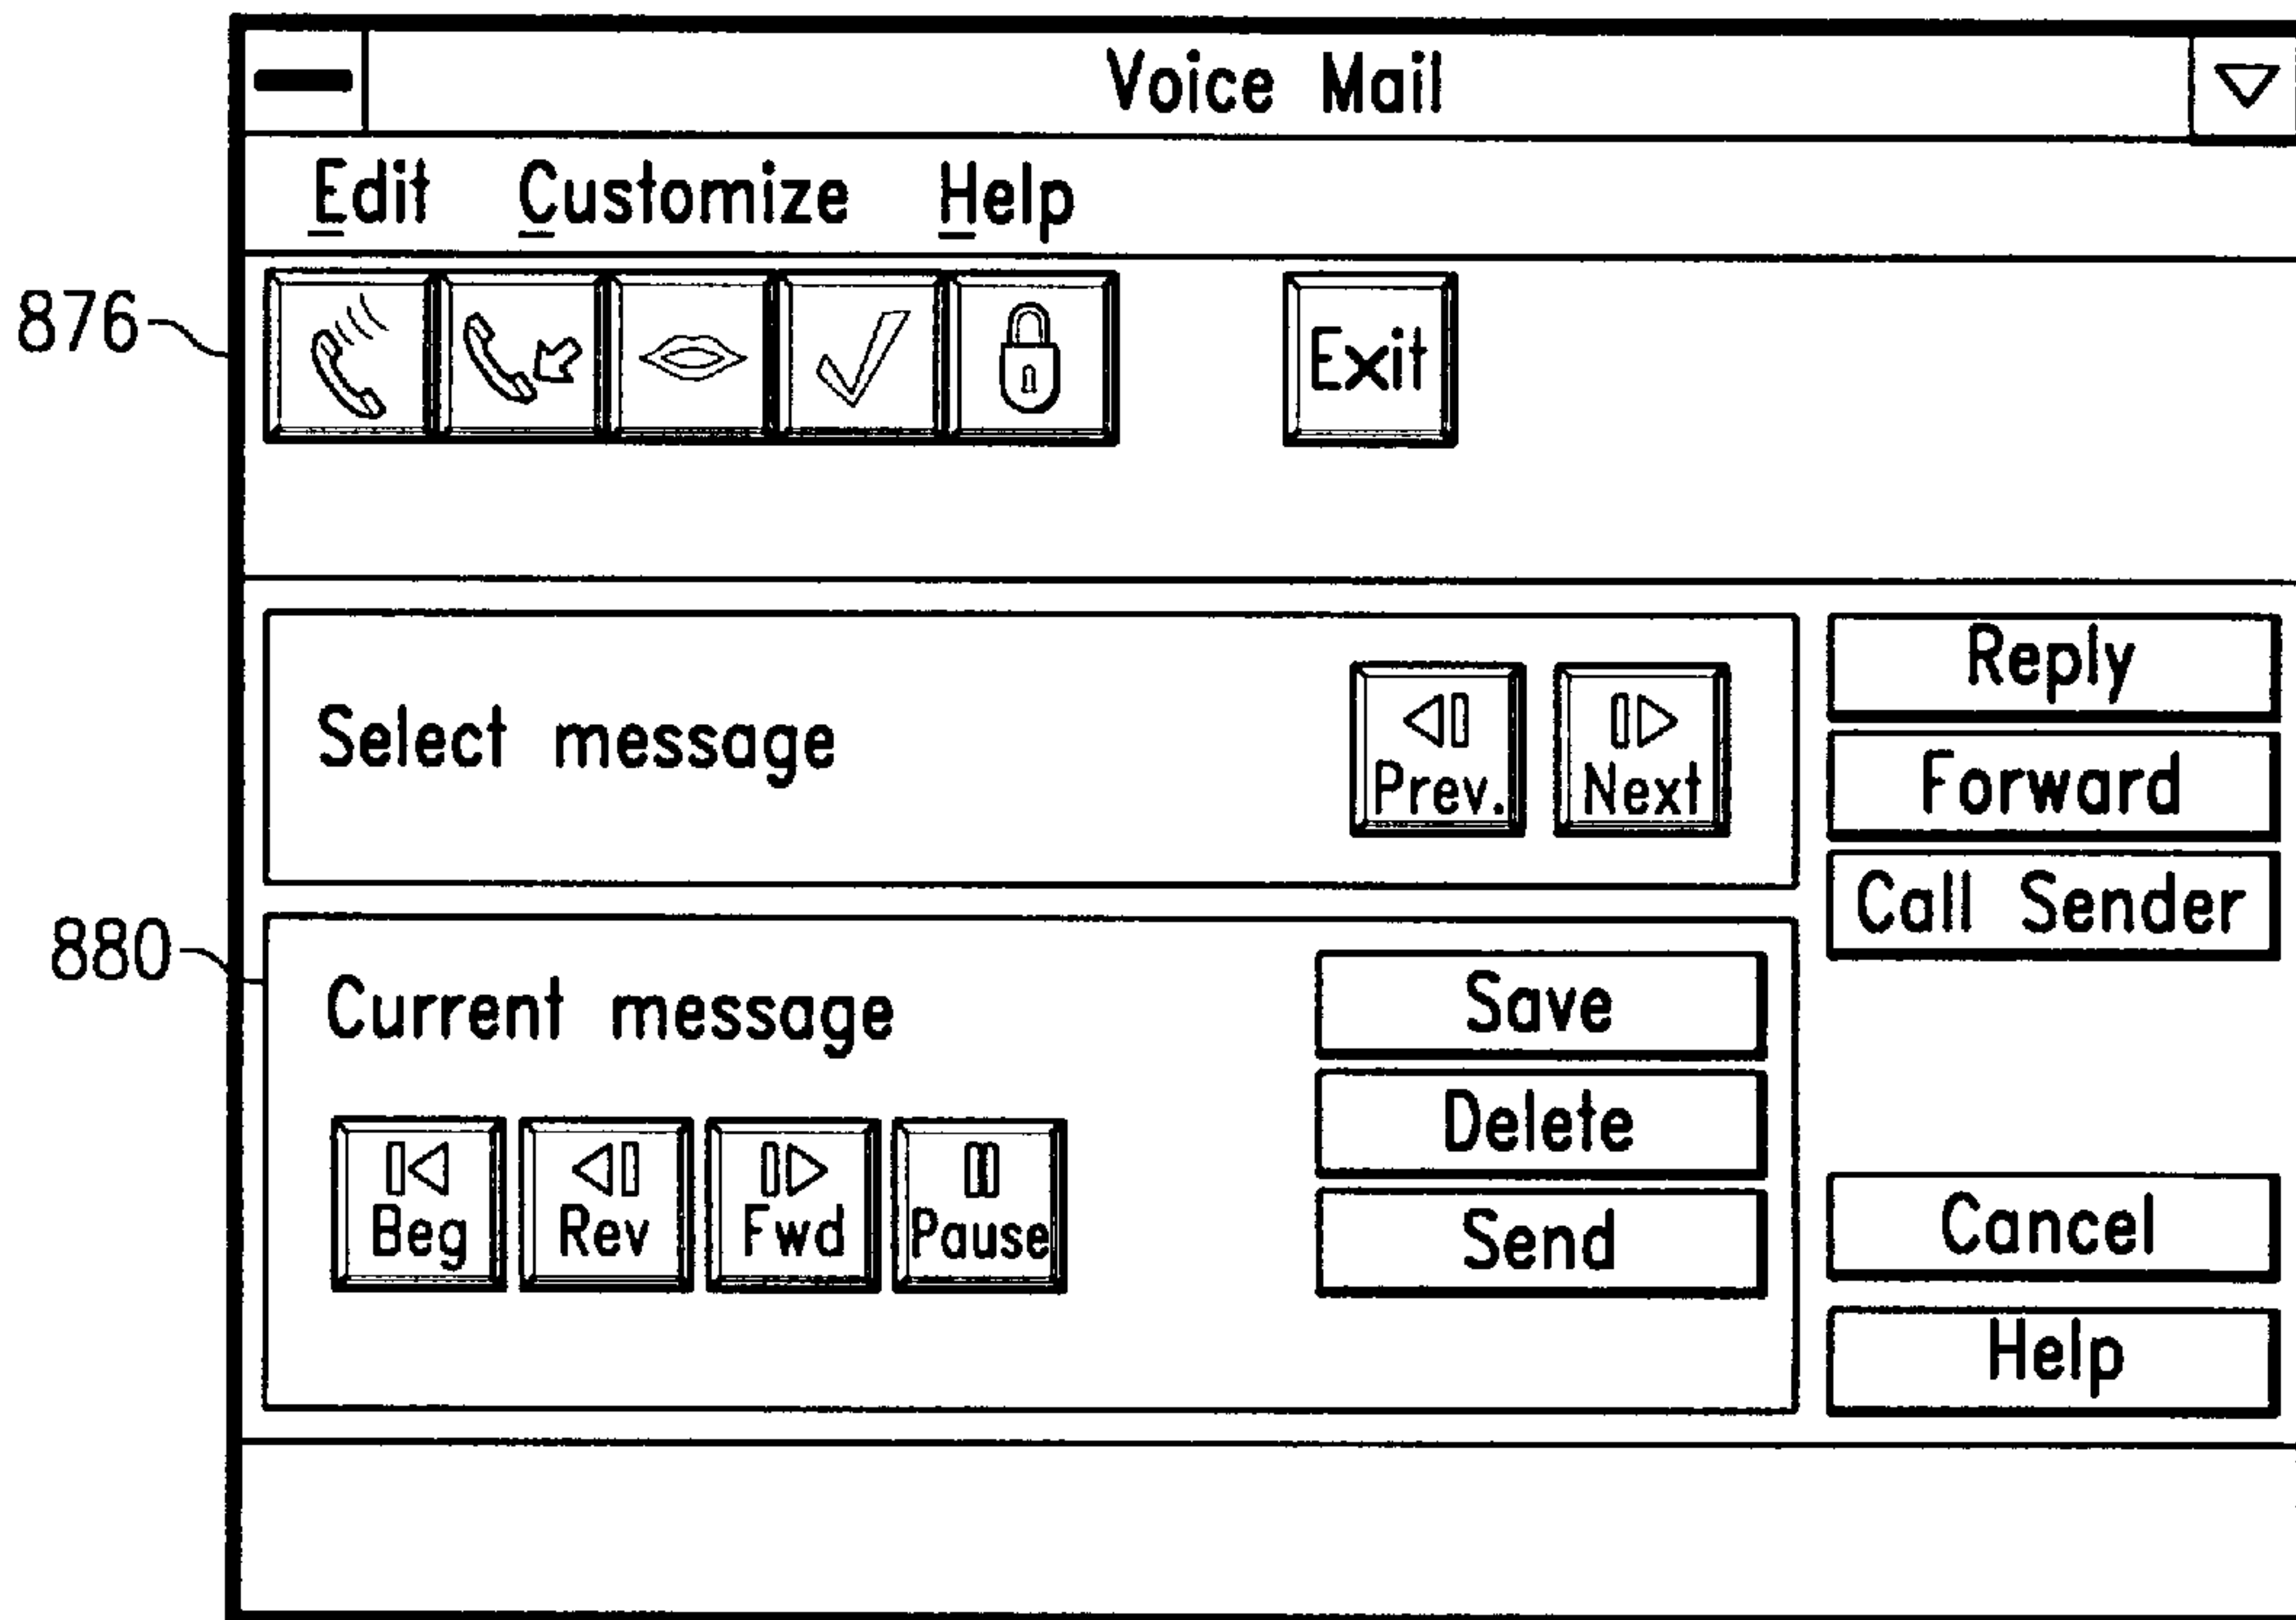 Voice Mail
Edit Customize Help
876
Exit
Select message
Prev.
Next
Reply
Forward
Call Sender
880
Current message
Beg
Rev
Fwd
Pause
Save
Delete
Send
Cancel
Help